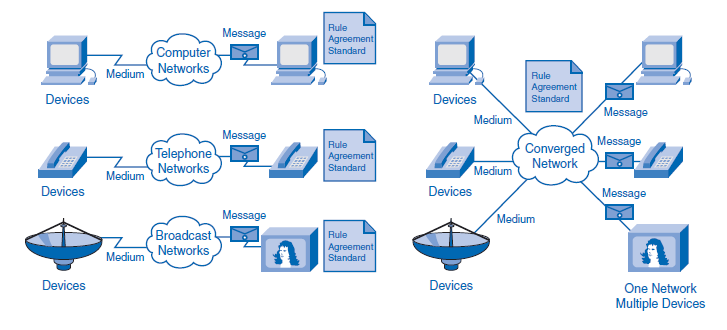 Message
Rule
Agreement
Standard
Computer
Networks
Medium
Devices
Message
Rule
Agreement
Standard
Telephone
Networks
Medium
Devices
Message
Rule
Agreement
Standard
Broadcast
Networks
Medium
Devices
Rule
Agreement
Standard
Devices
Message
Medium
Converged
Network
Message
Medium
Devices
Message
Medium
Devices
One Network
Multiple Devices